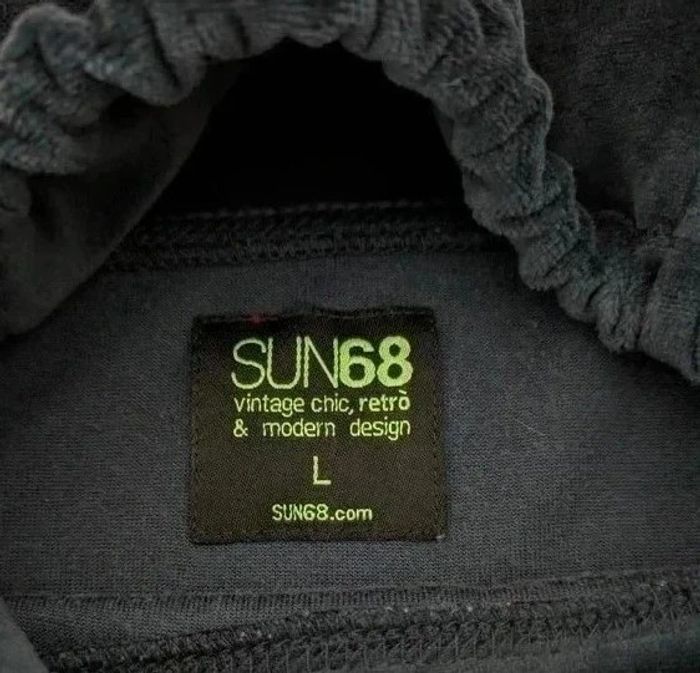 SUN68
vintage chic, retrò
& modern design
L
SUN68.com